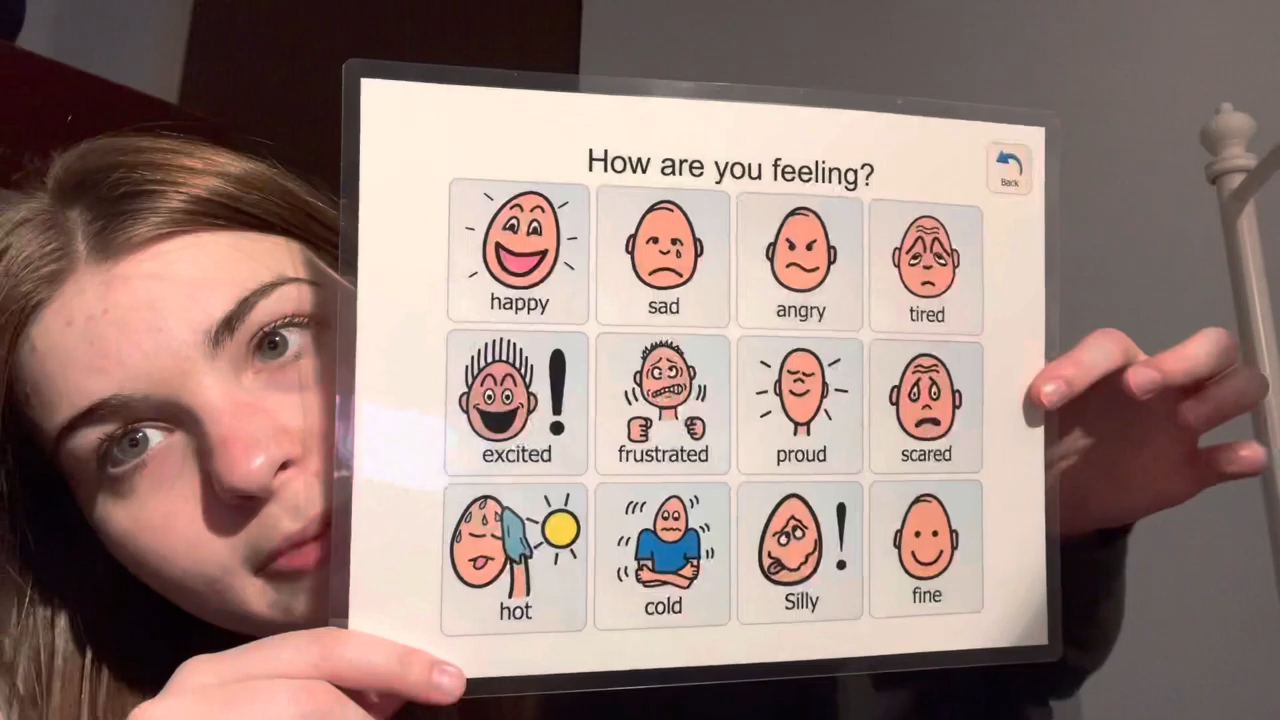 How are you feeling?
Back
happy
sad
angry
tired
excited
frustrated
proud
scared
hot
cold
Silly
fine